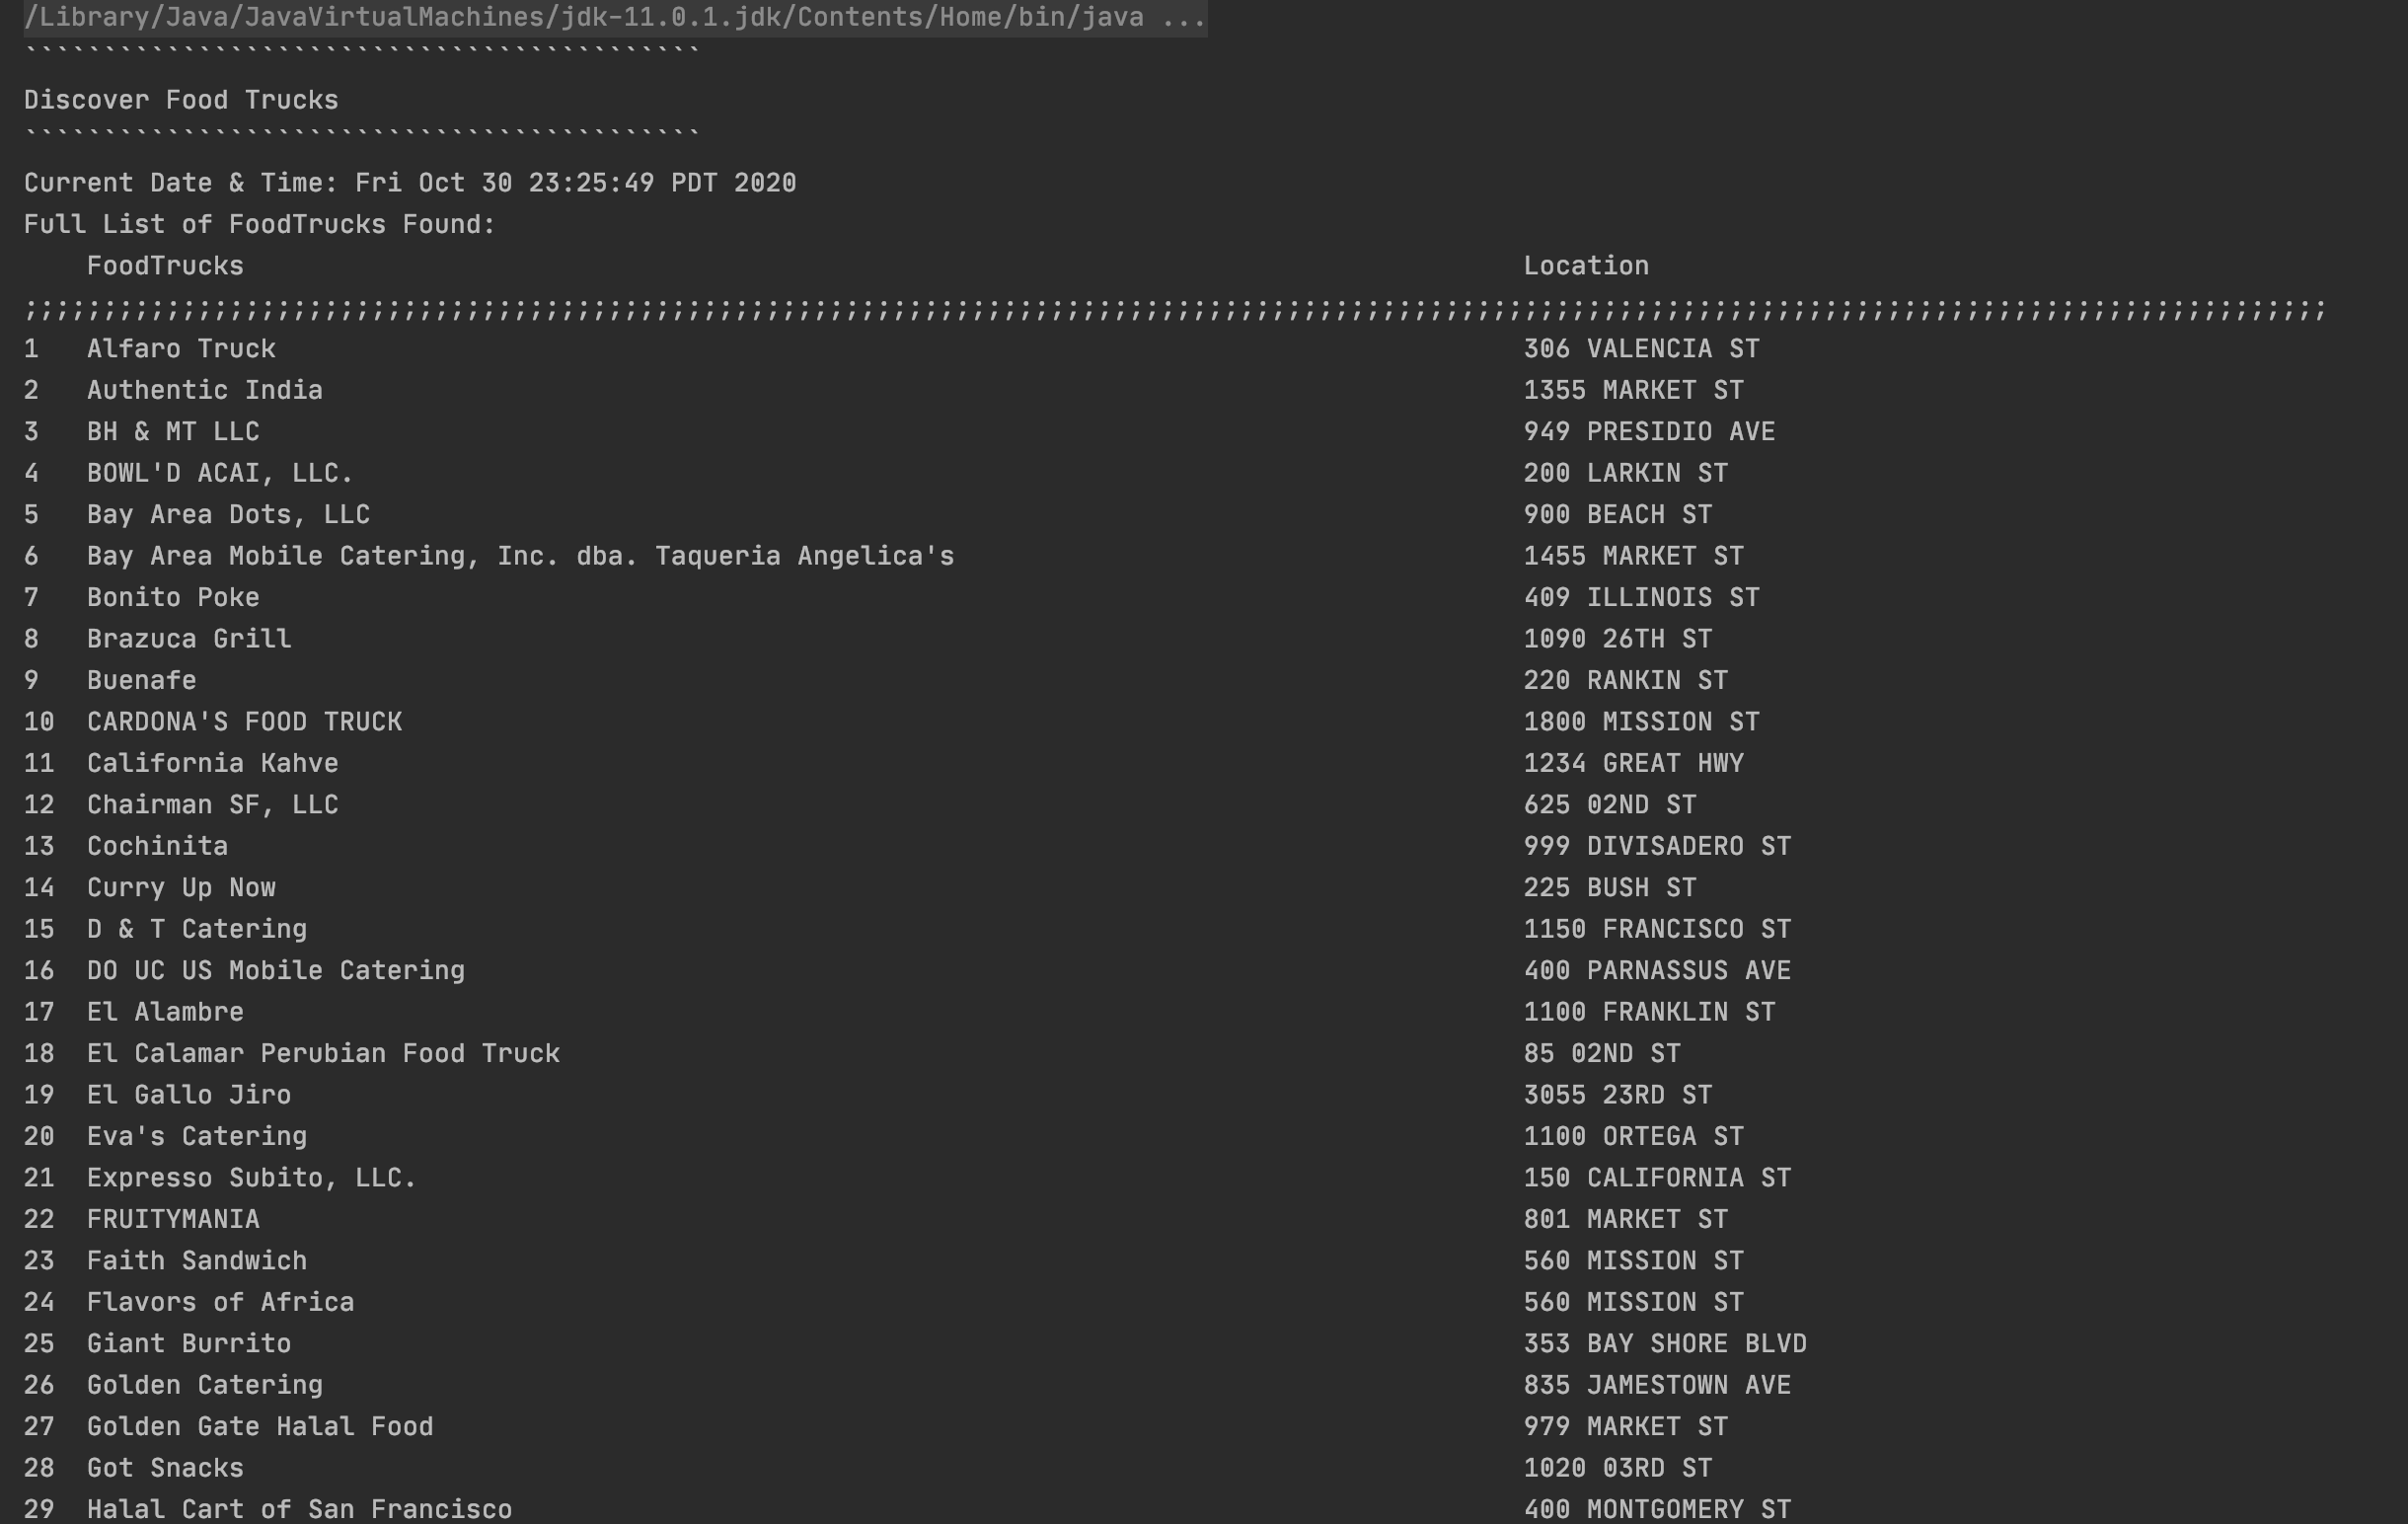 /Library/Java/JavaVirtualMachines/jdk-11.0.1.jdk/Contents/Home/bin/java ...
```````````````````````````````````````````
Discover Food Trucks
```````````````````````````````````````````
Current Date & Time: Fri Oct 30 23:25:49 PDT 2020
Full List of FoodTrucks Found:
FoodTrucks Location
;;;;;;;;;;;;;;;;;;;;;;;;;;;;;;;;;;;;;;;;;;;;;;;;;;;;;;;;;;;;;;;;;;;;;;;;;;;;;;;;;;;;;;;;;;;;;;;;;;;;;;;;;;;;;;;;;;;;;;;;;;;;;;;;;;;;;;;;;;;;;;;;;;
1 Alfaro Truck 306 VALENCIA ST
2 Authentic India 1355 MARKET ST
3 BH & MT LLC 949 PRESIDIO AVE
4 BOWL'D ACAI, LLC. 200 LARKIN ST
5 Bay Area Dots, LLC 900 BEACH ST
6 Bay Area Mobile Catering, Inc. dba. Taqueria Angelica's 1455 MARKET ST
7 Bonito Poke 409 ILLINOIS ST
8 Brazuca Grill 1090 26TH ST
9 Buenafe 220 RANKIN ST
10 CARDONA'S FOOD TRUCK 1800 MISSION ST
11 California Kahve 1234 GREAT HWY
12 Chairman SF, LLC 625 02ND ST
13 Cochinita 999 DIVISADERO ST
14 Curry Up Now 225 BUSH ST
15 D & T Catering 1150 FRANCISCO ST
16 DO UC US Mobile Catering 400 PARNASSUS AVE
17 El Alambre 1100 FRANKLIN ST
18 El Calamar Perubian Food Truck 85 02ND ST
19 El Gallo Jiro 3055 23RD ST
20 Eva's Catering 1100 ORTEGA ST
21 Expresso Subito, LLC. 150 CALIFORNIA ST
22 FRUITYMANIA 801 MARKET ST
23 Faith Sandwich 560 MISSION ST
24 Flavors of Africa 560 MISSION ST
25 Giant Burrito 353 BAY SHORE BLVD
26 Golden Catering 835 JAMESTOWN AVE
27 Golden Gate Halal Food 979 MARKET ST
28 Got Snacks 1020 03RD ST
29 Halal Cart of San Francisco 400 MONTGOMERY ST